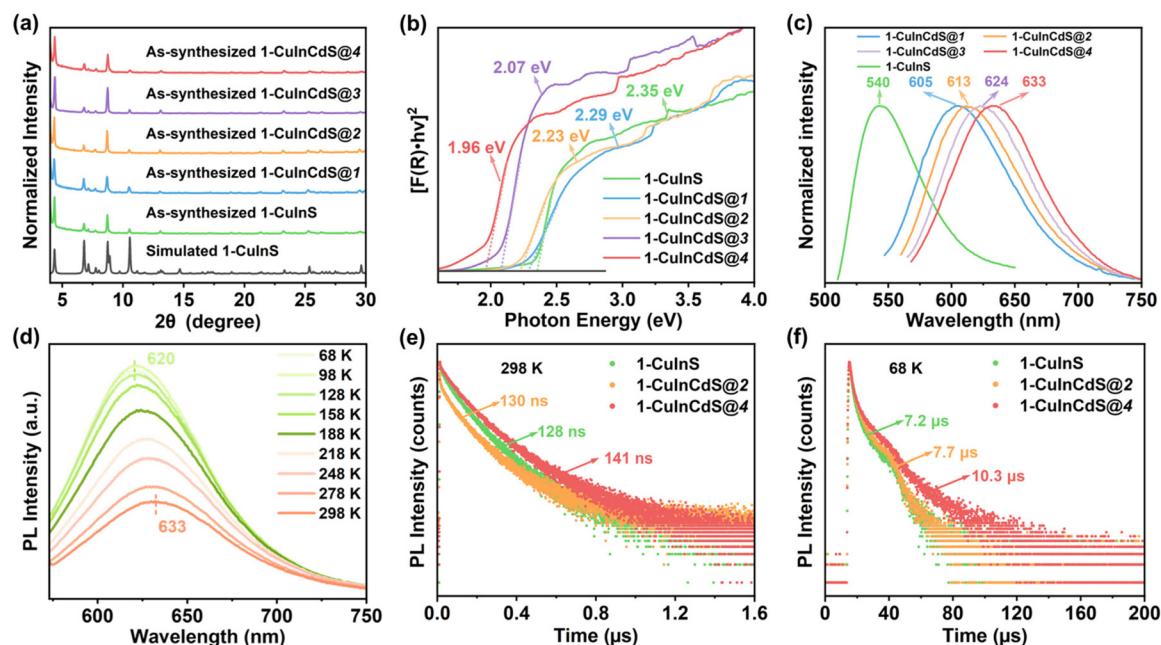 (a)
As-synthesized 1-CuInCdS@4
As-synthesized 1-CuInCdS@3
As-synthesized 1-CuInCdS@2
As-synthesized 1-CuInCdS@1
As-synthesized 1-CuInS
Simulated 1-CuInS
Normalized Intensity
5 10 15 20 25 30
2θ (degree)
(b)
2.07 eV
2.35 eV
2.29 eV
2.23 eV
1.96 eV
1-CuInS
1-CuInCdS@1
1-CuInCdS@2
1-CuInCdS@3
1-CuInCdS@4
[F(R)•hv]²
2.0 2.5 3.0 3.5 4.0
Photon Energy (eV)
(c)
1-CuInCdS@1 1-CuInCdS@2
1-CuInCdS@3 1-CuInCdS@4
1-CuInS
540 605 613 624 633
Normalized Intensity
500 550 600 650 700 750
Wavelength (nm)
(d)
620
68 K
98 K
128 K
158 K
188 K
218 K
248 K
278 K
298 K
633
PL Intensity (a.u.)
600 650 700 750
Wavelength (nm)
(e)
298 K
1-CuInS
1-CuInCdS@2
1-CuInCdS@4
130 ns
128 ns
141 ns
PL Intensity (counts)
0.0 0.4 0.8 1.2 1.6
Time (µs)
(f)
68 K
1-CuInS
1-CuInCdS@2
1-CuInCdS@4
7.2 µs
7.7 µs
10.3 µs
PL Intensity (counts)
0 40 80 120 160 200
Time (µs)